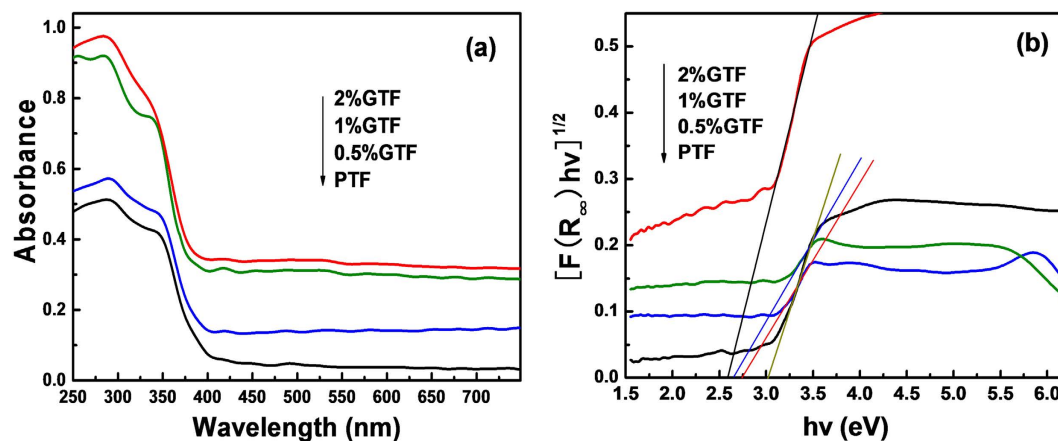 (a)
2%GTF
1%GTF
0.5%GTF
PTF
Absorbance
1.0
0.8
0.6
0.4
0.2
0.0
250 300 350 400 450 500 550 600 650 700
Wavelength (nm)
(b)
2%GTF
1%GTF
0.5%GTF
PTF
[F(R∞) hv]1/2
0.5
0.4
0.3
0.2
0.1
0.0
1.5 2.0 2.5 3.0 3.5 4.0 4.5 5.0 5.5 6.0
hv (eV)